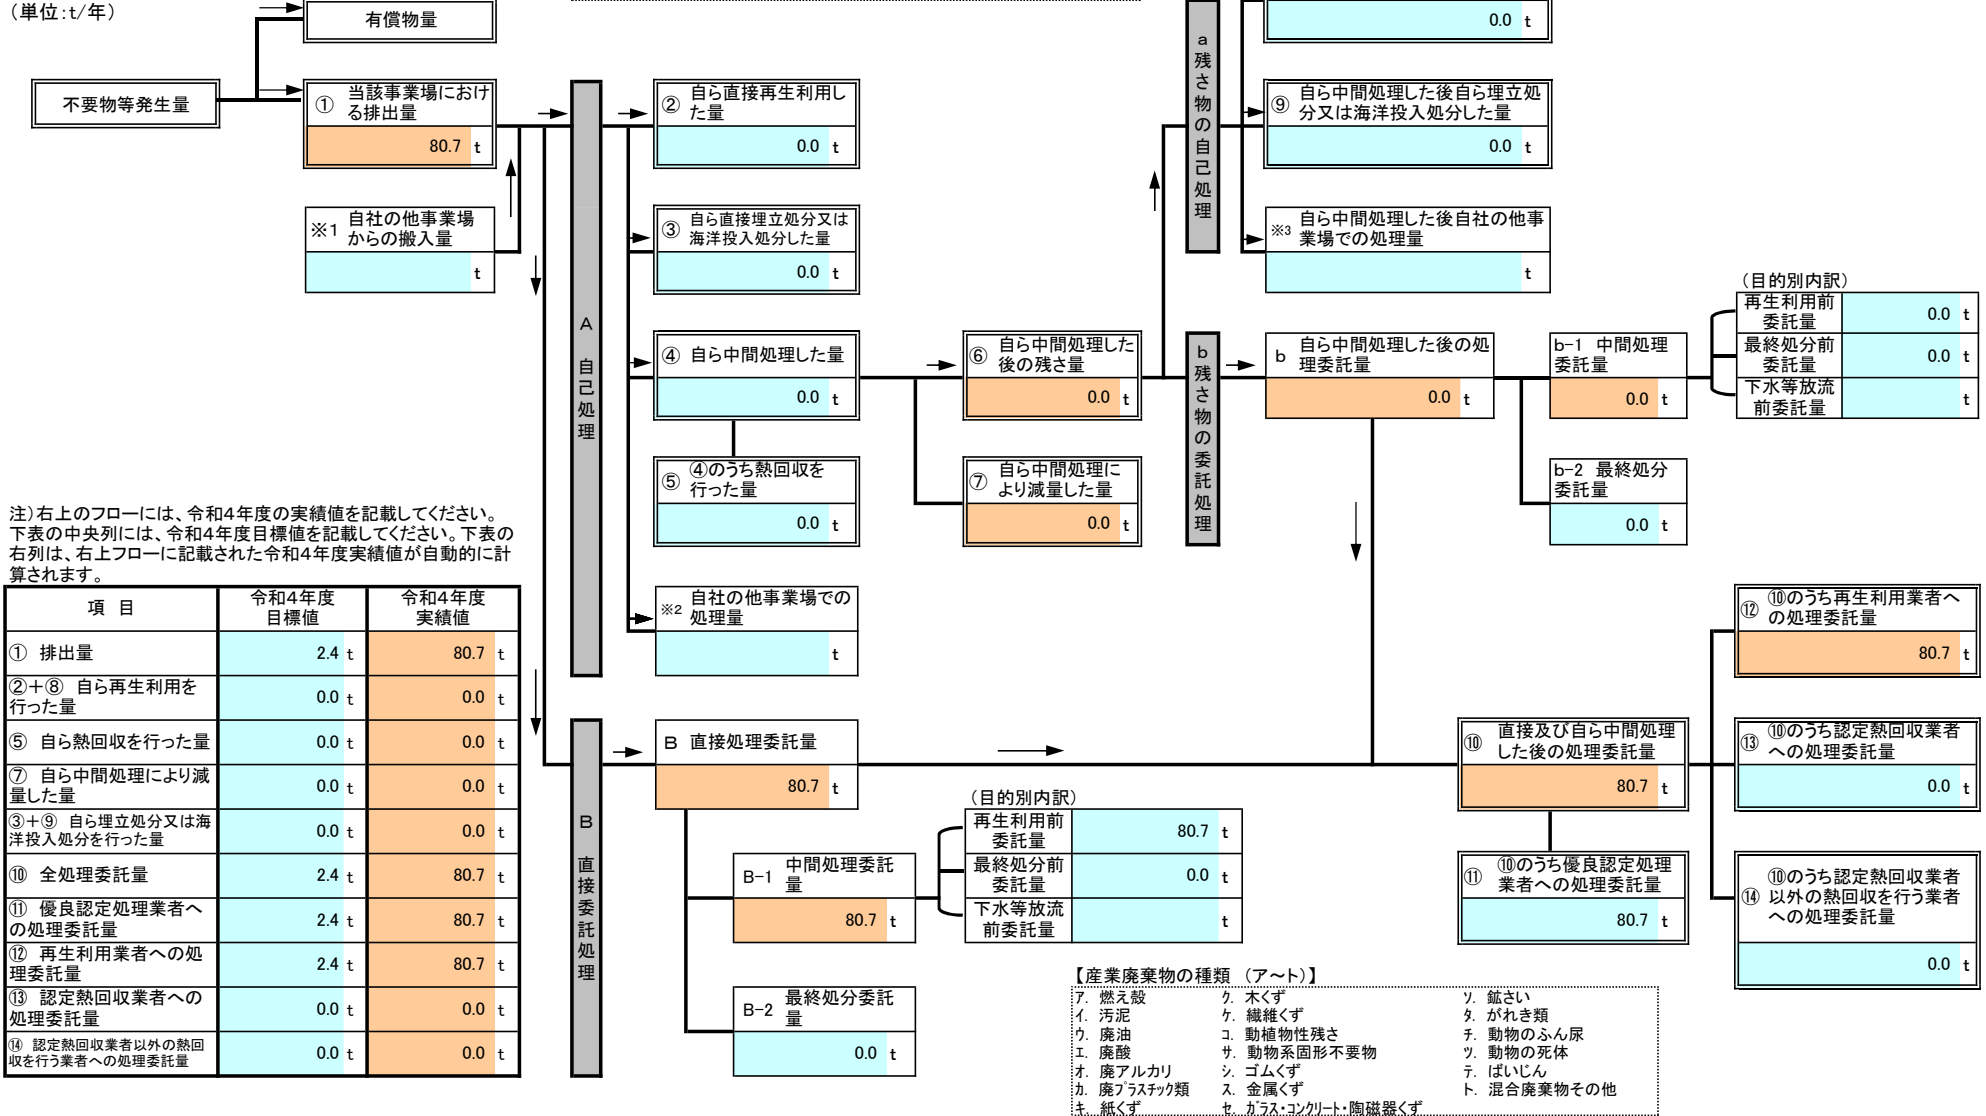 （単位：t/年）
有償物量
不要物等発生量
① 当該事業場におけ
る排出量
80.7 t
※1 自社の他事業場
からの搬入量
t
A 自己処理
② 自ら直接再生利用し
た量
0.0 t
③ 自ら直接埋立処分又は
海洋投入処分した量
0.0 t
④ 自ら中間処理した量
0.0 t
⑤ ④のうち熱回収を
行った量
0.0 t
※2 自社の他事業場での
処理量
t
⑥ 自ら中間処理した
後の残さ量
0.0 t
⑦ 自ら中間処理に
より減量した量
0.0 t
a 残さ物の自己処理
0.0 t
⑨ 自ら中間処理した後自ら埋立処
分又は海洋投入処分した量
0.0 t
※3 自ら中間処理した後自社の他事
業場での処理量
t
b 残さ物の委託処理
b 自ら中間処理した後の処
理委託量
0.0 t
b-1 中間処理
委託量
0.0 t
b-2 最終処分
委託量
0.0 t
（目的別内訳）
再生利用前
委託量
0.0 t
最終処分前
委託量
0.0 t
下水等放流
前委託量
t
注）右上のフローには、令和４年度の実績値を記載してください。
下表の中央列には、令和４年度目標値を記載してください。下表の
右列は、右上フローに記載された令和４年度実績値が自動的に計
算されます。
項 目
令和４年度
目標値
令和４年度
実績値
① 排出量 2.4 t 80.7 t
②＋⑧ 自ら再生利用を
行った量 0.0 t 0.0 t
⑤ 自ら熱回収を行った量 0.0 t 0.0 t
⑦ 自ら中間処理により減
量した量 0.0 t 0.0 t
③＋⑨ 自ら埋立処分又は海
洋投入処分を行った量 0.0 t 0.0 t
⑩ 全処理委託量 2.4 t 80.7 t
⑪ 優良認定処理業者へ
の処理委託量 2.4 t 80.7 t
⑫ 再生利用業者への処
理委託量 2.4 t 80.7 t
⑬ 認定熱回収業者への
処理委託量 0.0 t 0.0 t
⑭ 認定熱回収業者以外の熱回
収を行う業者への処理委託量 0.0 t 0.0 t
B 直接委託処理
B 直接処理委託量
80.7 t
B-1 中間処理委託
量
80.7 t
B-2 最終処分委託
量
0.0 t
（目的別内訳）
再生利用前
委託量
80.7 t
最終処分前
委託量
0.0 t
下水等放流
前委託量
t
⑩ 直接及び自ら中間処理
した後の処理委託量
80.7 t
⑪ ⑩のうち優良認定処理
業者への処理委託量
80.7 t
⑫ ⑩のうち再生利用業者へ
の処理委託量
80.7 t
⑬ ⑩のうち認定熱回収業者
への処理委託量
0.0 t
⑭ ⑩のうち認定熱回収業者
以外の熱回収を行う業者
への処理委託量
0.0 t
【産業廃棄物の種類 （ア～ト）】
ア. 燃え殻 ク. 木くず ソ. 鉱さい
イ. 汚泥 ケ. 繊維くず タ. がれき類
ウ. 廃油 コ. 動植物性残さ チ. 動物のふん尿
エ. 廃酸 サ. 動物系固形不要物 ツ. 動物の死体
オ. 廃アルカリ シ. ゴムくず テ. ばいじん
カ. 廃プラスチック類 ス. 金属くず ト. 混合廃棄物その他
キ. 紙くず セ. ガラス・コンクリート・陶磁器くず